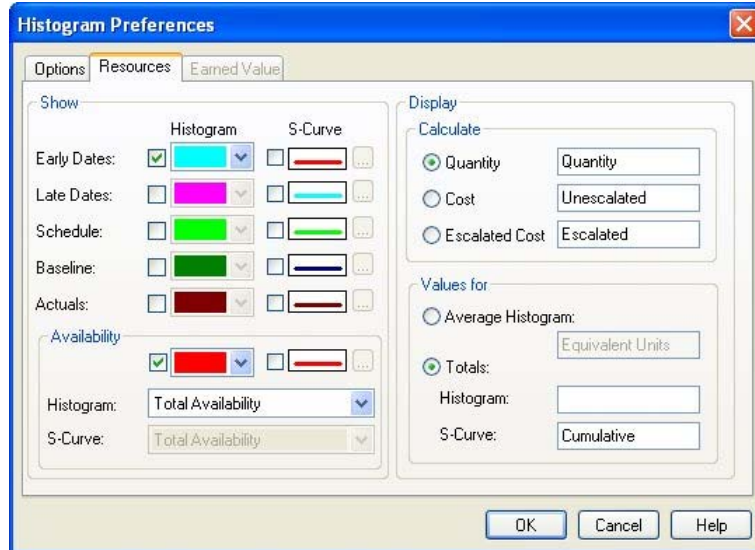 Histogram Preferences
Options Resources Earned Value
Show
Histogram S-Curve
Early Dates:
Late Dates:
Schedule:
Baseline:
Actuals:
Availability
Histogram: Total Availability
S-Curve: Total Availability
Display
Calculate
Quantity Quantity
Cost Unescalated
Escalated Cost Escalated
Values for
Average Histogram:
Equivalent Units
Totals:
Histogram:
S-Curve: Cumulative
OK Cancel Help